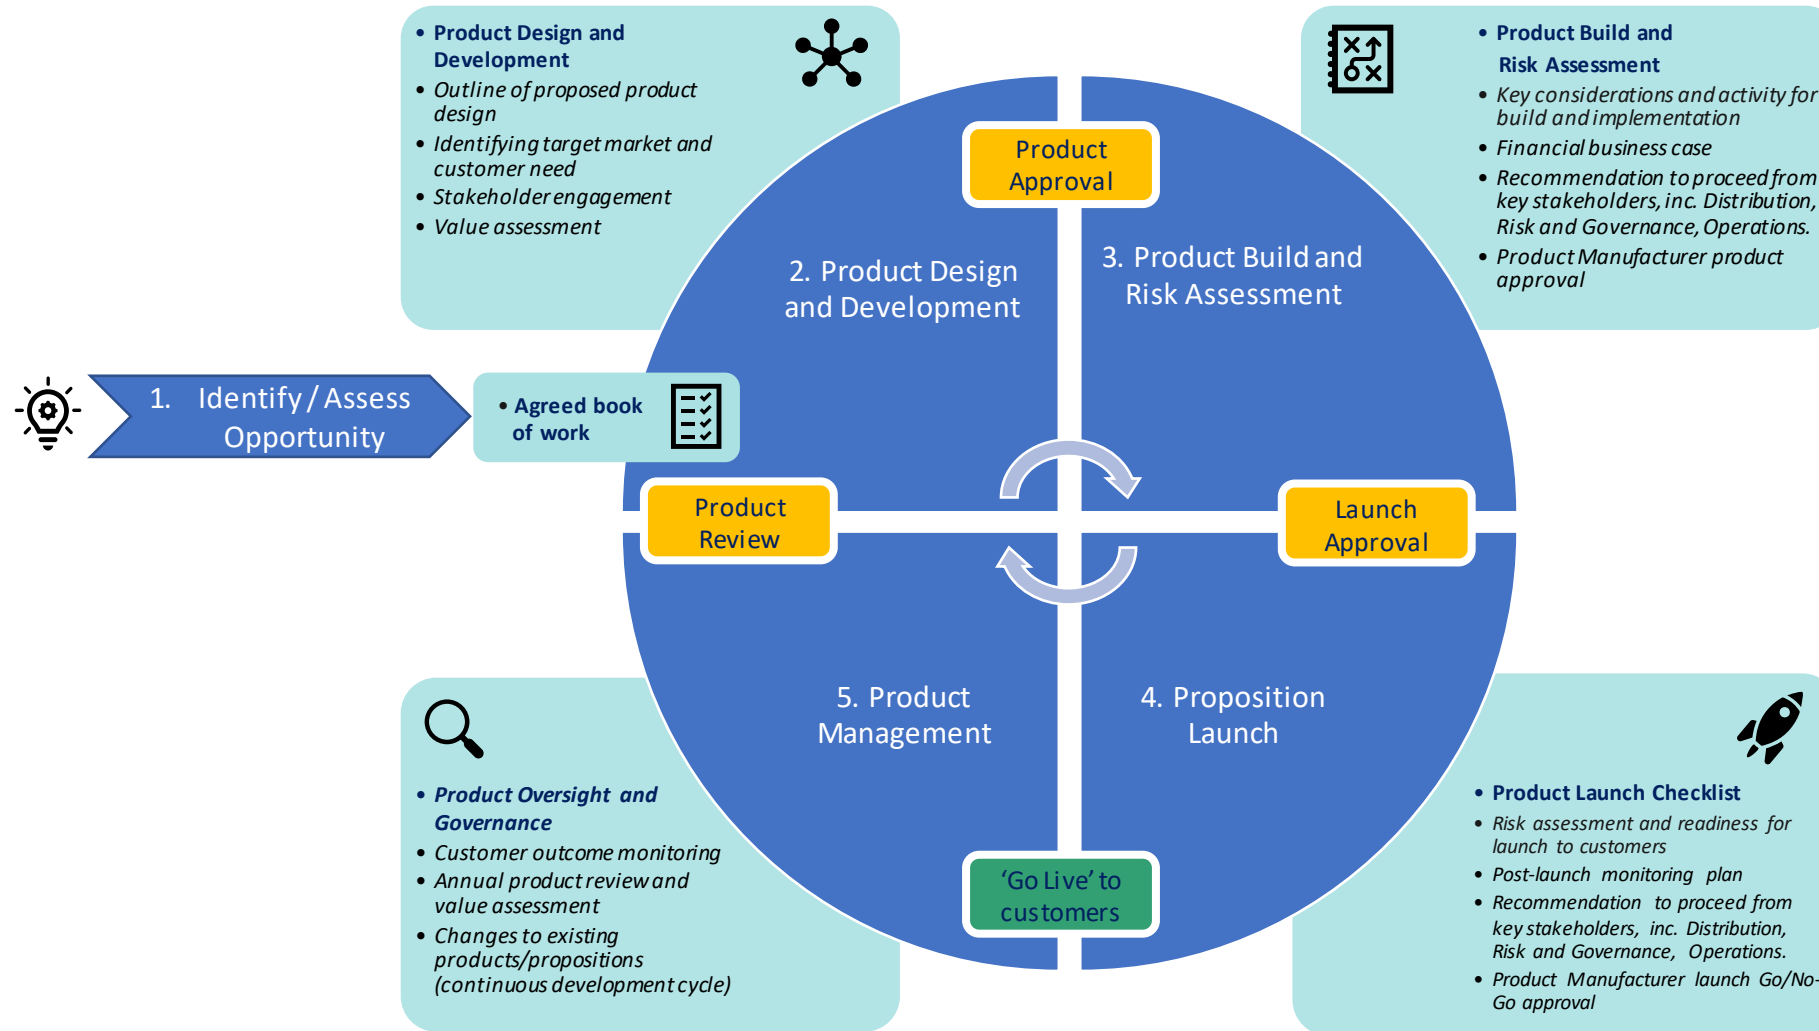 • Product Design and
Development
• Outline of proposed product
design
• Identifying target market and
customer need
• Stakeholder engagement
• Value assessment
• Product Build and
Risk Assessment
• Key considerations and activity for
build and implementation
• Financial business case
• Recommendation to proceed from
key stakeholders, inc. Distribution,
Risk and Governance, Operations.
• Product Manufacturer product
approval
Product
Approval
2. Product Design
and Development
3. Product Build and
Risk Assessment
1. Identify / Assess
Opportunity
• Agreed book
of work
Product
Review
Launch
Approval
5. Product
Management
4. Proposition
Launch
• Product Oversight and
Governance
• Customer outcome monitoring
• Annual product review and
value assessment
• Changes to existing
products/propositions
(continuous development cycle)
‘Go Live’ to
customers
• Product Launch Checklist
• Risk assessment and readiness for
launch to customers
• Post-launch monitoring plan
• Recommendation to proceed from
key stakeholders, inc. Distribution,
Risk and Governance, Operations.
• Product Manufacturer launch Go/No-
Go approval